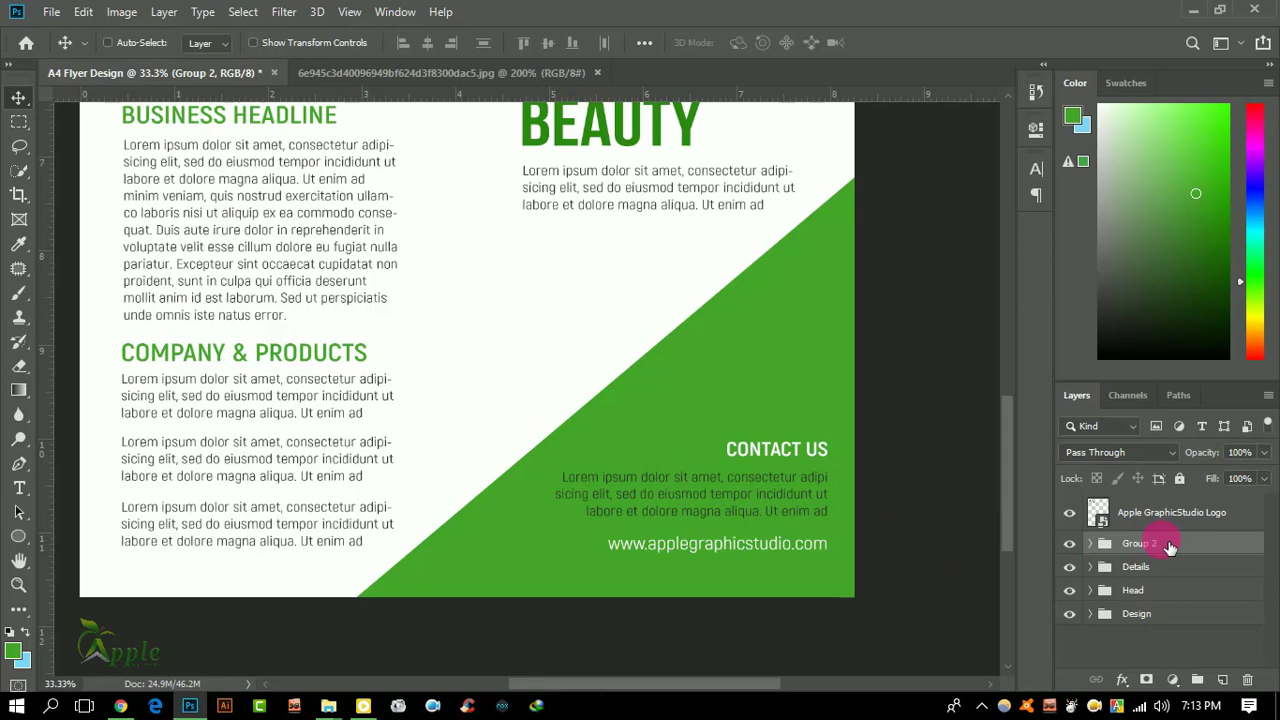 File Edit Image Layer Type Select Filter 3D View Window Help
Auto-Select: Layer Show Transform Controls 3D Mode:
A4 Flyer Design @ 33.3% (Group 2, RGB/8) * 6e945c3d40096949bf624d3f8300dac5.jpg @ 200% (RGB/8#)
0 1 2 3 4 5 6 7 8 9
Color Swatches
BUSINESS HEADLINE
Lorem ipsum dolor sit amet, consectetur adipi-
sicing elit, sed do eiusmod tempor incididunt ut
labore et dolore magna aliqua. Ut enim ad
minim veniam, quis nostrud exercitation ullam-
co laboris nisi ut aliquip ex ea commodo conse-
quat. Duis aute irure dolor in reprehenderit in
voluptate velit esse cillum dolore eu fugiat nulla
pariatur. Excepteur sint occaecat cupidatat non
proident, sunt in culpa qui officia deserunt
mollit anim id est laborum. Sed ut perspiciatis
unde omnis iste natus error.
COMPANY & PRODUCTS
Lorem ipsum dolor sit amet, consectetur adipi-
sicing elit, sed do eiusmod tempor incididunt ut
labore et dolore magna aliqua. Ut enim ad
Lorem ipsum dolor sit amet, consectetur adipi-
sicing elit, sed do eiusmod tempor incididunt ut
labore et dolore magna aliqua. Ut enim ad
Lorem ipsum dolor sit amet, consectetur adipi-
sicing elit, sed do eiusmod tempor incididunt ut
labore et dolore magna aliqua. Ut enim ad
BEAUTY
Lorem ipsum dolor sit amet, consectetur adipi-
sicing elit, sed do eiusmod tempor incididunt ut
labore et dolore magna aliqua. Ut enim ad
CONTACT US
Lorem ipsum dolor sit amet, consectetur adipi
sicing elit, sed do eiusmod tempor incididunt ut
labore et dolore magna aliqua. Ut enim ad
www.applegraphicstudio.com
Layers Channels Paths
Kind
Pass Through Opacity: 100%
Lock: Fill: 100%
Apple GraphicStudio Logo
Group 2
Details
Head
Design
Apple
33.33% Doc: 24.9M/46.2M
7:13 PM